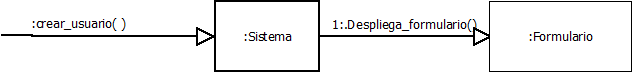 :crear_usuario( )
:Sistema
1:.Despliega_formulario()
:Formulario